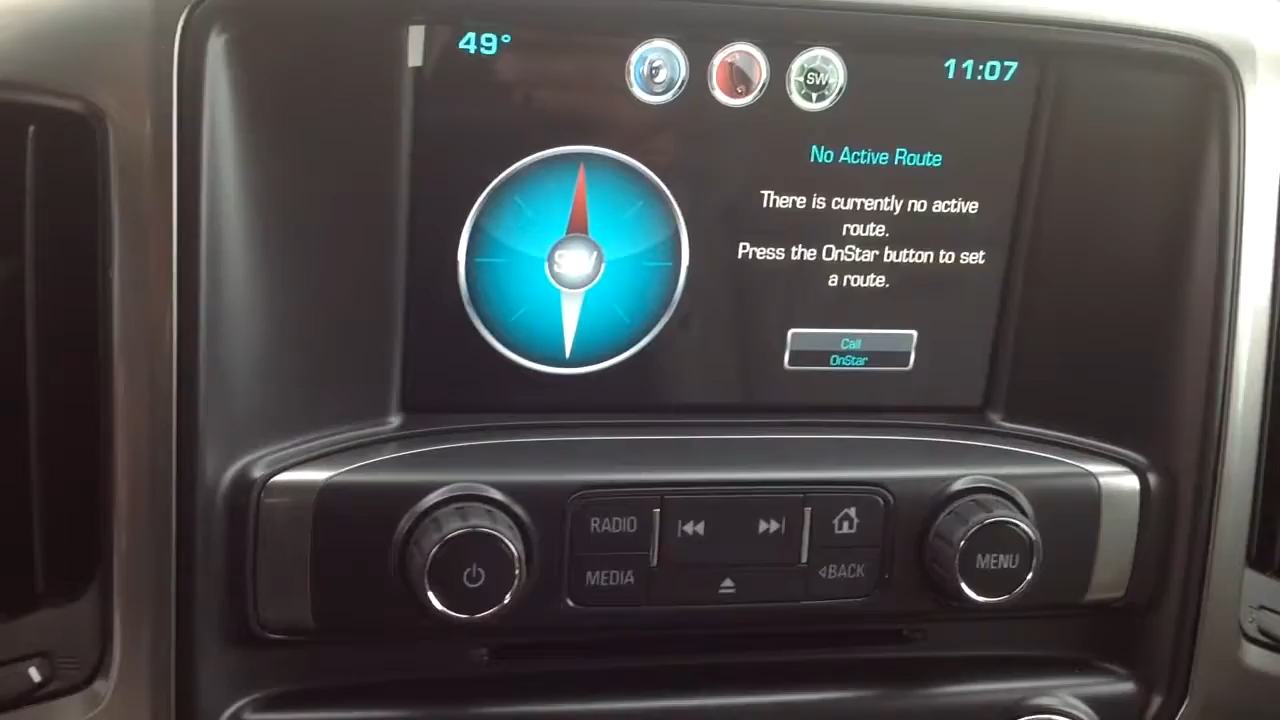 49°
SW
11:07
No Active Route
There is currently no active
route.
Press the OnStar button to set
a route.
SW
Call
OnStar
RADIO
MEDIA
BACK
MENU